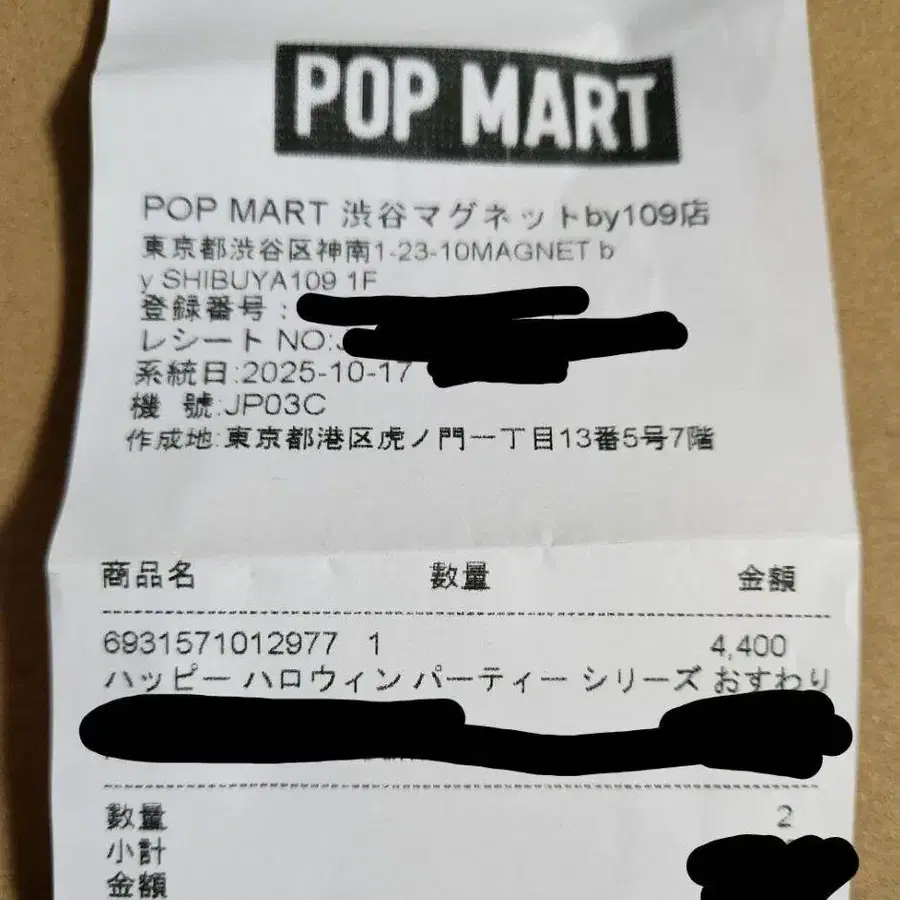 POP MART
POP MART 渋谷マグネットby109店
東京都渋谷区神南1-23-10MAGNET b
y SHIBUYA109 1F
登録番号:
レシート NO:
系統日:2025-10-17
機 號:JP03C
作成地:東京都港区虎ノ門一丁目13番5号7階
商品名 数量 金額
6931571012977 1 4,400
ハッピー ハロウィン パーティー シリーズ おすわり
数量 2
小計
金額